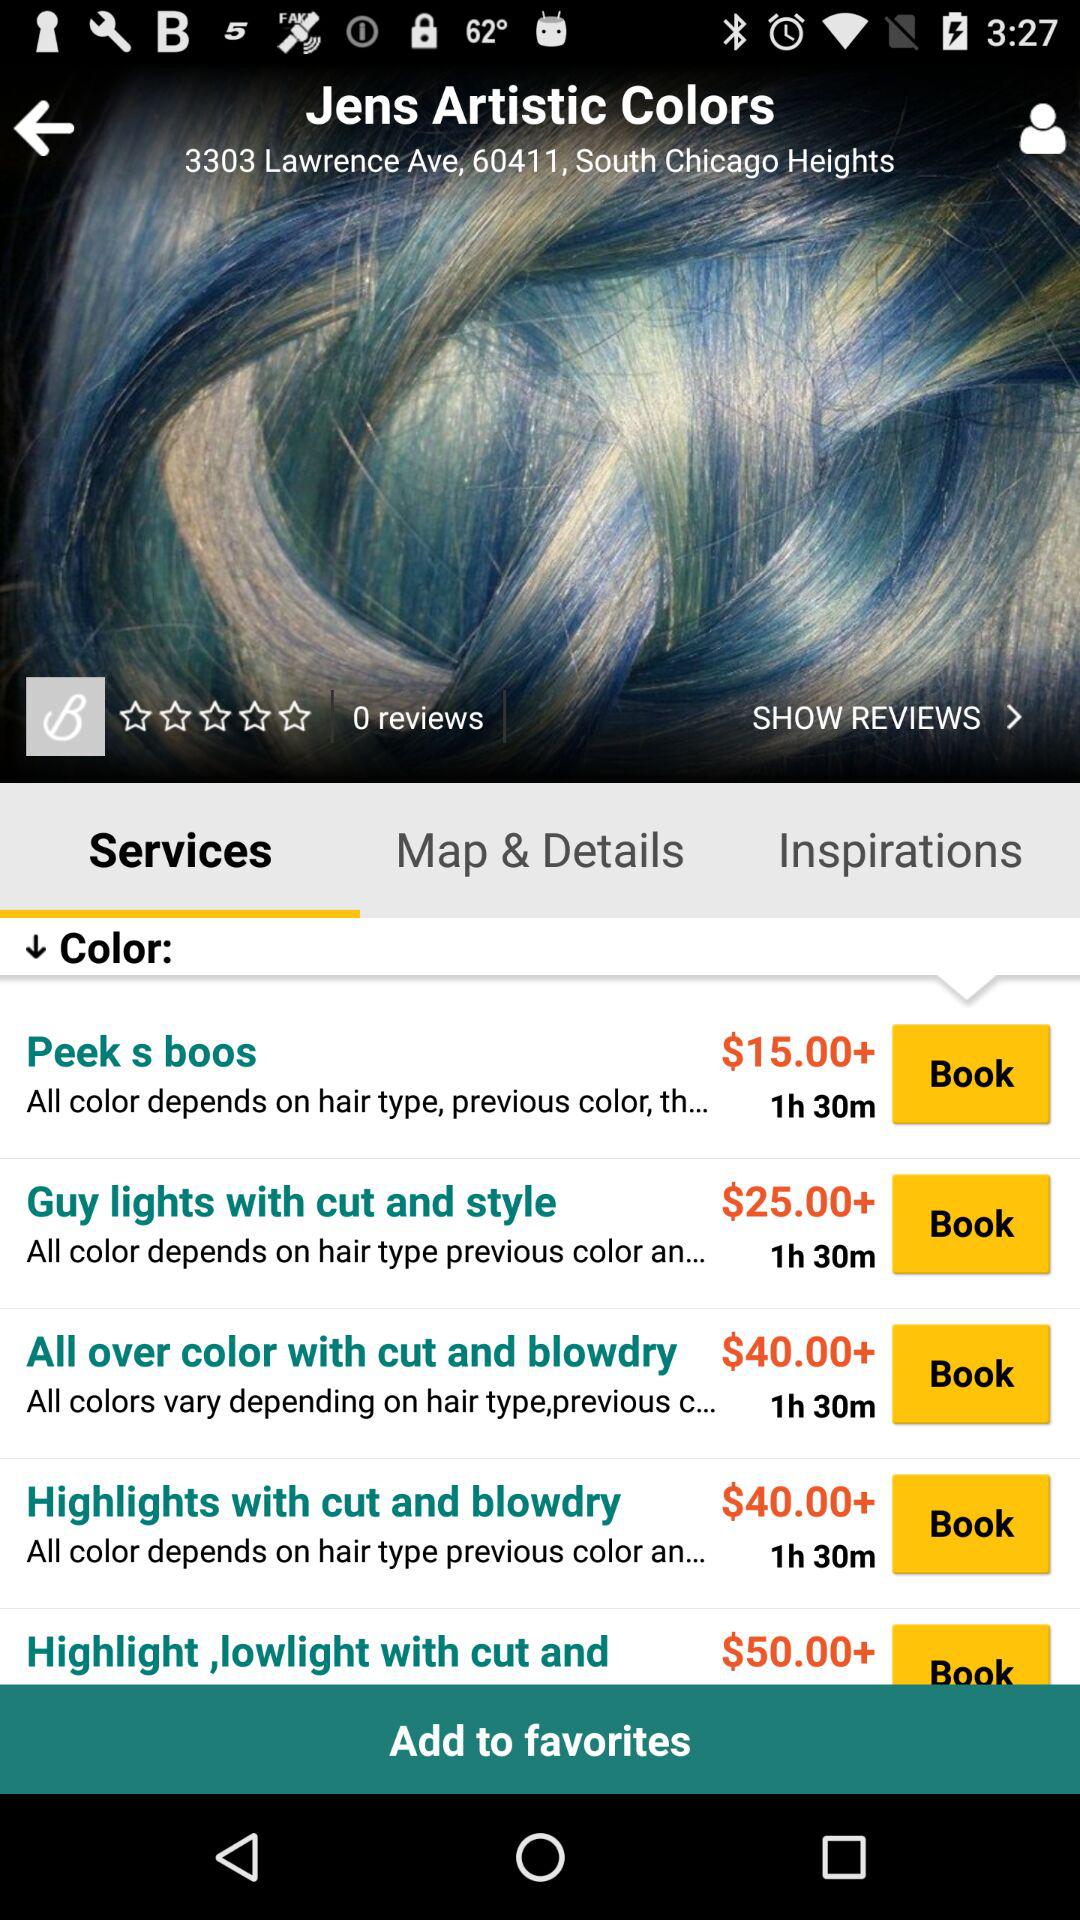 62° 3:27
Jens Artistic Colors
3303 Lawrence Ave, 60411, South Chicago Heights
0 reviews SHOW REVIEWS
Services Map & Details Inspirations
Color:
Peek s boos $15.00+ Book
All color depends on hair type, previous color, th... 1h 30m
Guy lights with cut and style $25.00+ Book
All color depends on hair type previous color an... 1h 30m
All over color with cut and blowdry $40.00+ Book
All colors vary depending on hair type,previous c... 1h 30m
Highlights with cut and blowdry $40.00+ Book
All color depends on hair type previous color an... 1h 30m
Highlight ,lowlight with cut and $50.00+ Book
Add to favorites